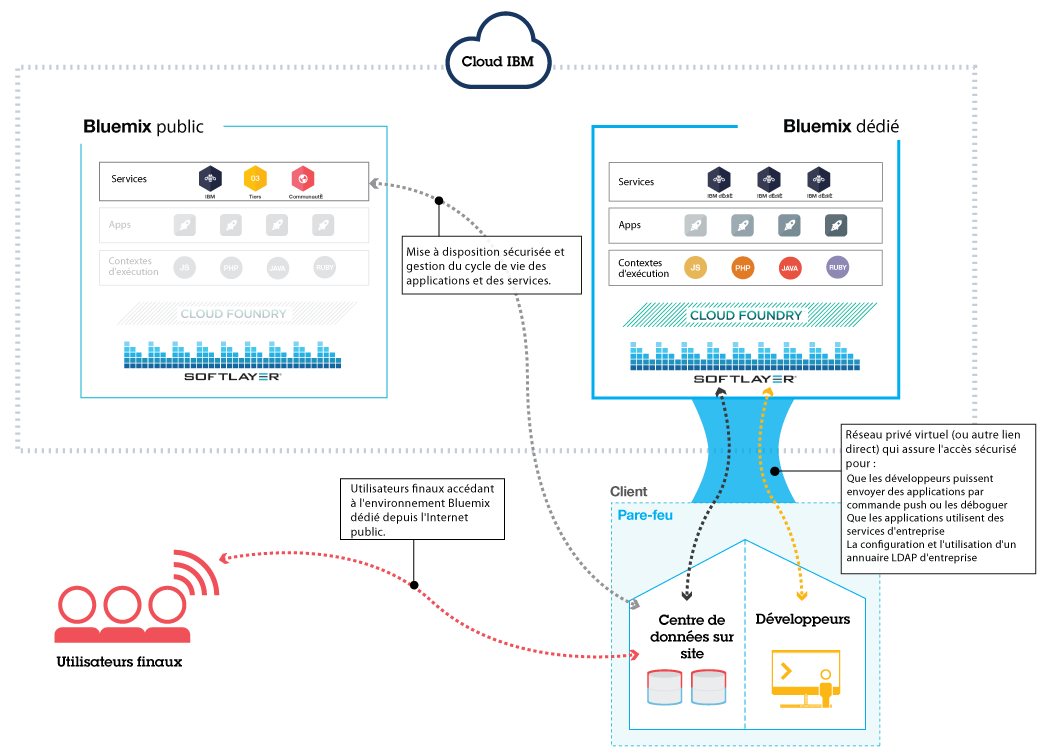 Cloud IBM
Bluemix public
Services
IBM
03
Tiers
CommunautÉ
Apps
Contextes
d'exécution
JS
PHP
JAVA
RUBY
CLOUD FOUNDRY
SOFTLAYER
Mise à disposition sécurisée et
gestion du cycle de vie des
applications et des services.
Bluemix dédié
Services
IBM dÉdiÉ
IBM dÉdiÉ
IBM dÉdiÉ
Apps
Contextes
d'exécution
JS
PHP
JAVA
RUBY
CLOUD FOUNDRY
SOFTLAYER
Réseau privé virtuel (ou autre lien
direct) qui assure l'accès sécurisé
pour :
Que les développeurs puissent
envoyer des applications par
commande push ou les déboguer
Que les applications utilisent des
services d'entreprise
La configuration et l'utilisation d'un
annuaire LDAP d'entreprise
Utilisateurs finaux accédant
à l'environnement Bluemix
dédié depuis l'Internet
public.
Client
Pare-feu
Centre de
données sur
site
Développeurs
Utilisateurs finaux